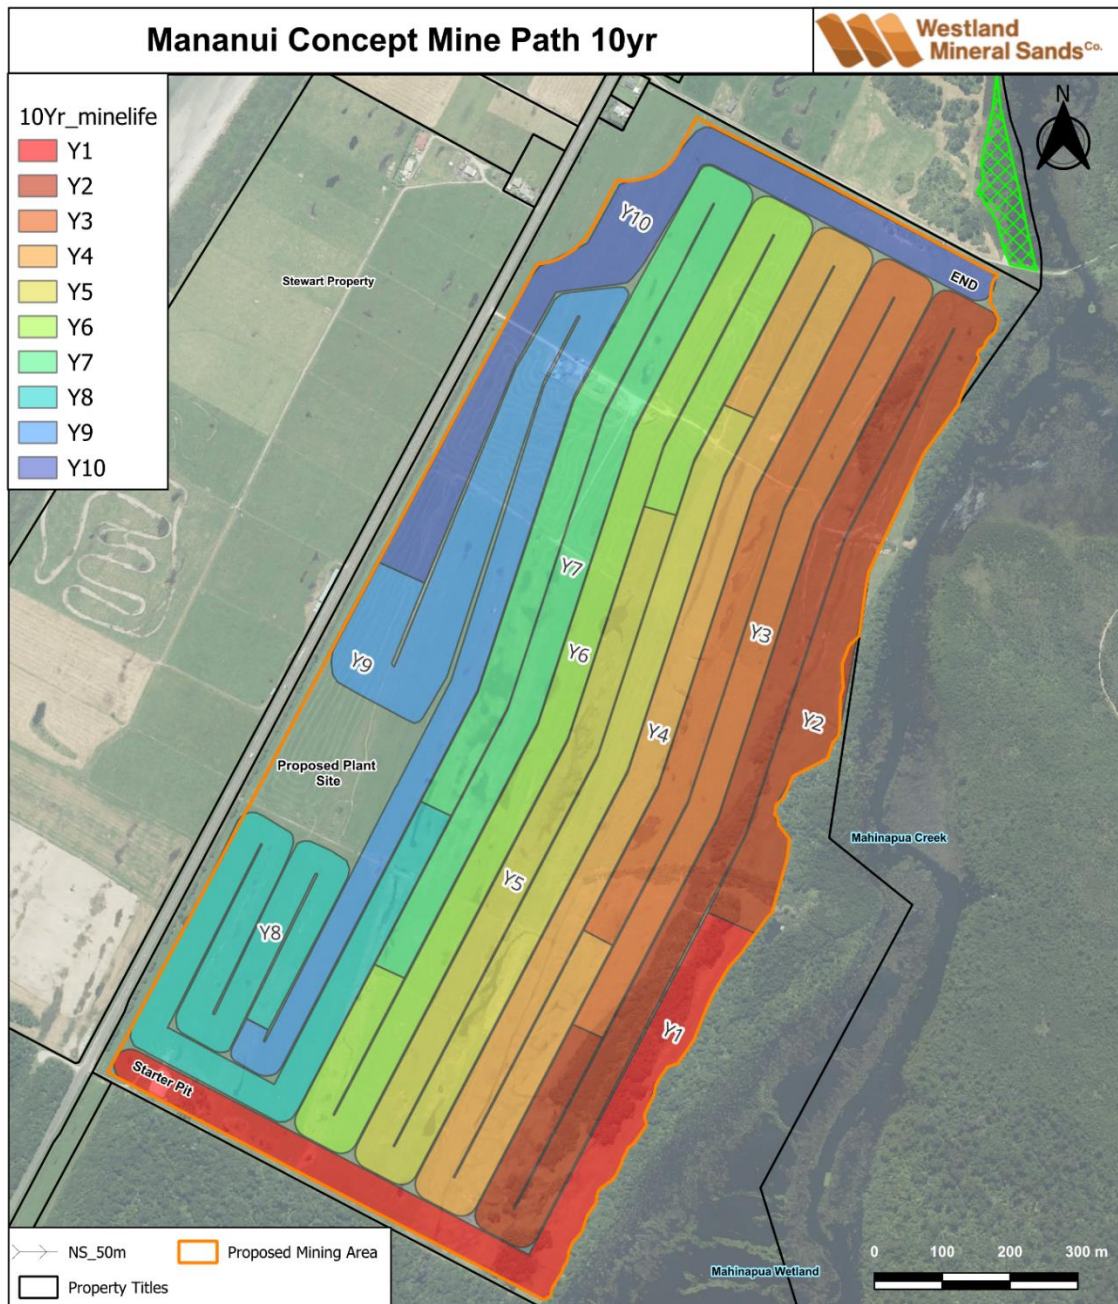 Mananui Concept Mine Path 10yr
Westland
Mineral Sands Co.
10Yr_minelife
Y1
Y2
Y3
Y4
Y5
Y6
Y7
Y8
Y9
Y10
N
Y10
END
Stewart Property
Y7
Y3
Y6
Y9
Y2
Y4
Proposed Plant
Site
Mahinapua Creek
Y5
Y8
Y1
Starter Pit
NS_50m
Proposed Mining Area
Property Titles
Mahinapua Wetland
0 100 200 300 m